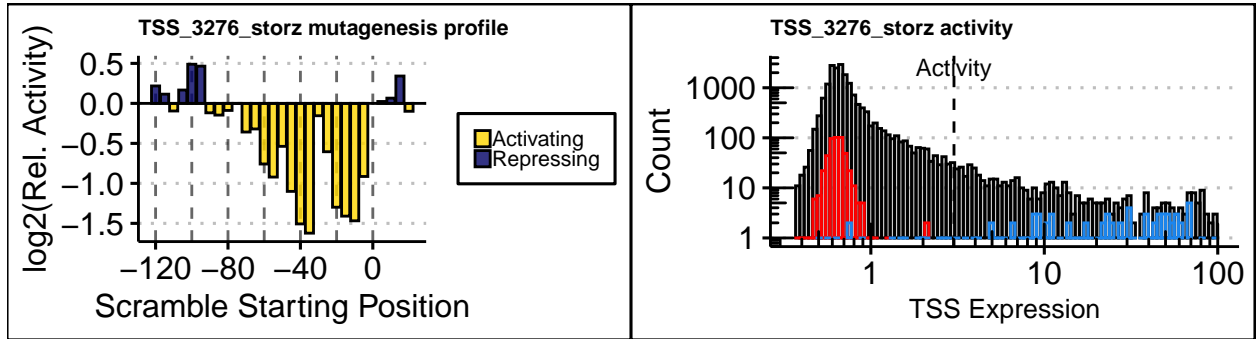 TSS_3276_storz mutagenesis profile
log2(Rel. Activity)
0.5
0.0
−0.5
−1.0
−1.5
−120
−80
−40
0
Scramble Starting Position
Activating
Repressing
TSS_3276_storz activity
Activity
Count
1000
100
10
1
1
10
100
TSS Expression